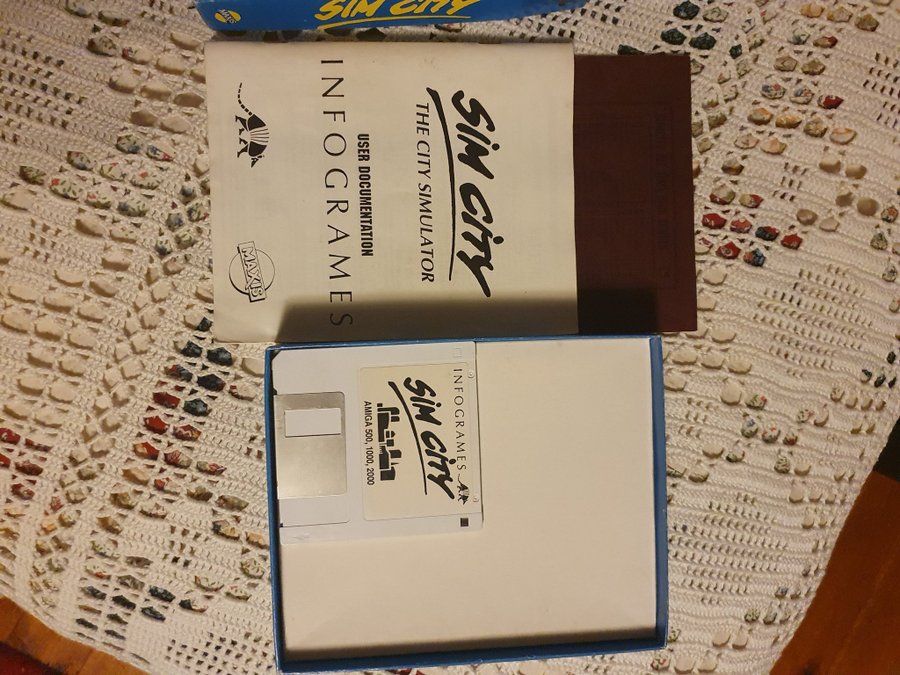 SIM CITY
SIM CITY
THE CITY SIMULATOR
USER DOCUMENTATION
INFOGRAMES
MAXIS
INFOGRAMES
SIM CITY
AMIGA 500, 1000, 2000